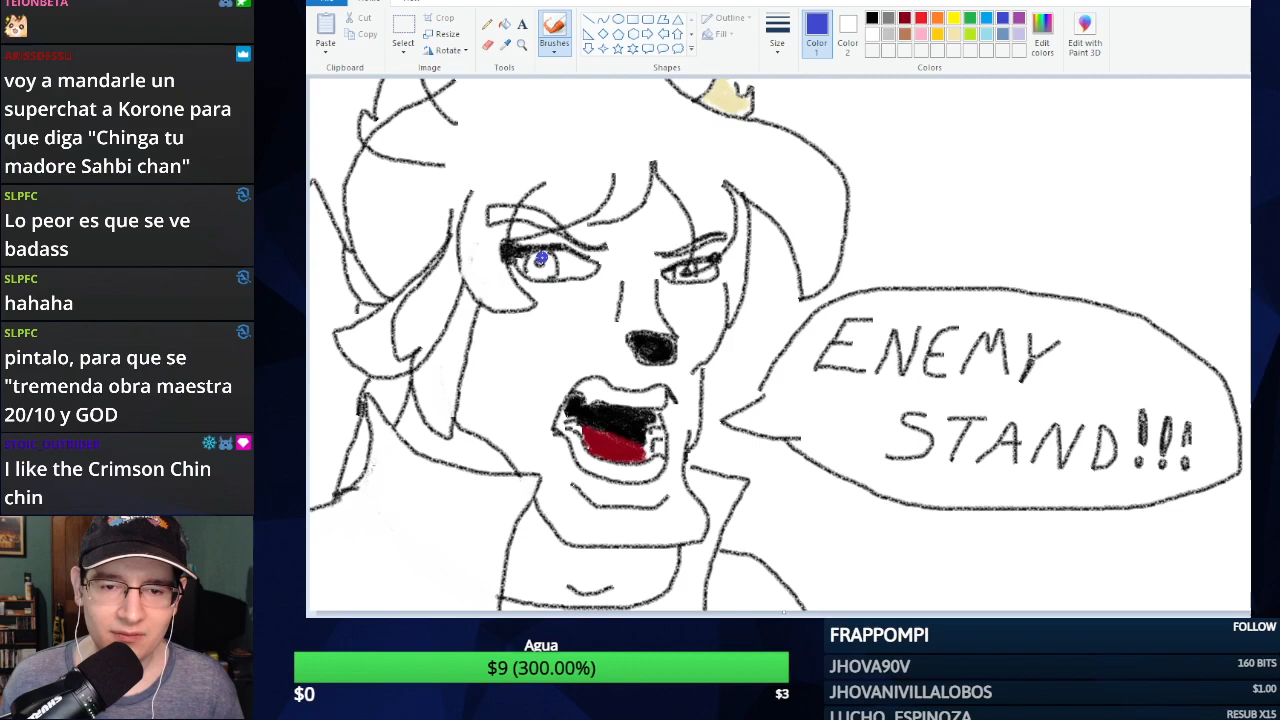 TEIONBETA
voy a mandarle un
superchat a Korone para
que diga "Chinga tu
madore Sahbi chan"
SLPFC
Lo peor es que se ve
badass
SLPFC
hahaha
SLPFC
pintalo, para que se
"tremenda obra maestra
20/10 y GOD
I like the Crimson Chin
chin
Paste
Cut
Copy
Clipboard
Select
Crop
Resize
Rotate
Image
A
Tools
Brushes
Outline
Fill
Shapes
Size
Color
1
Color
2
Edit
colors
Colors
Edit with
Paint 3D
ENEMY
STAND!!!
Agua
$9 (300.00%)
$0
$3
FRAPPOMPI
FOLLOW
JHOVA90V
160 BITS
JHOVANIVILLALOBOS
$1.00
LUCHO_ESPINOZA
RESUB X15